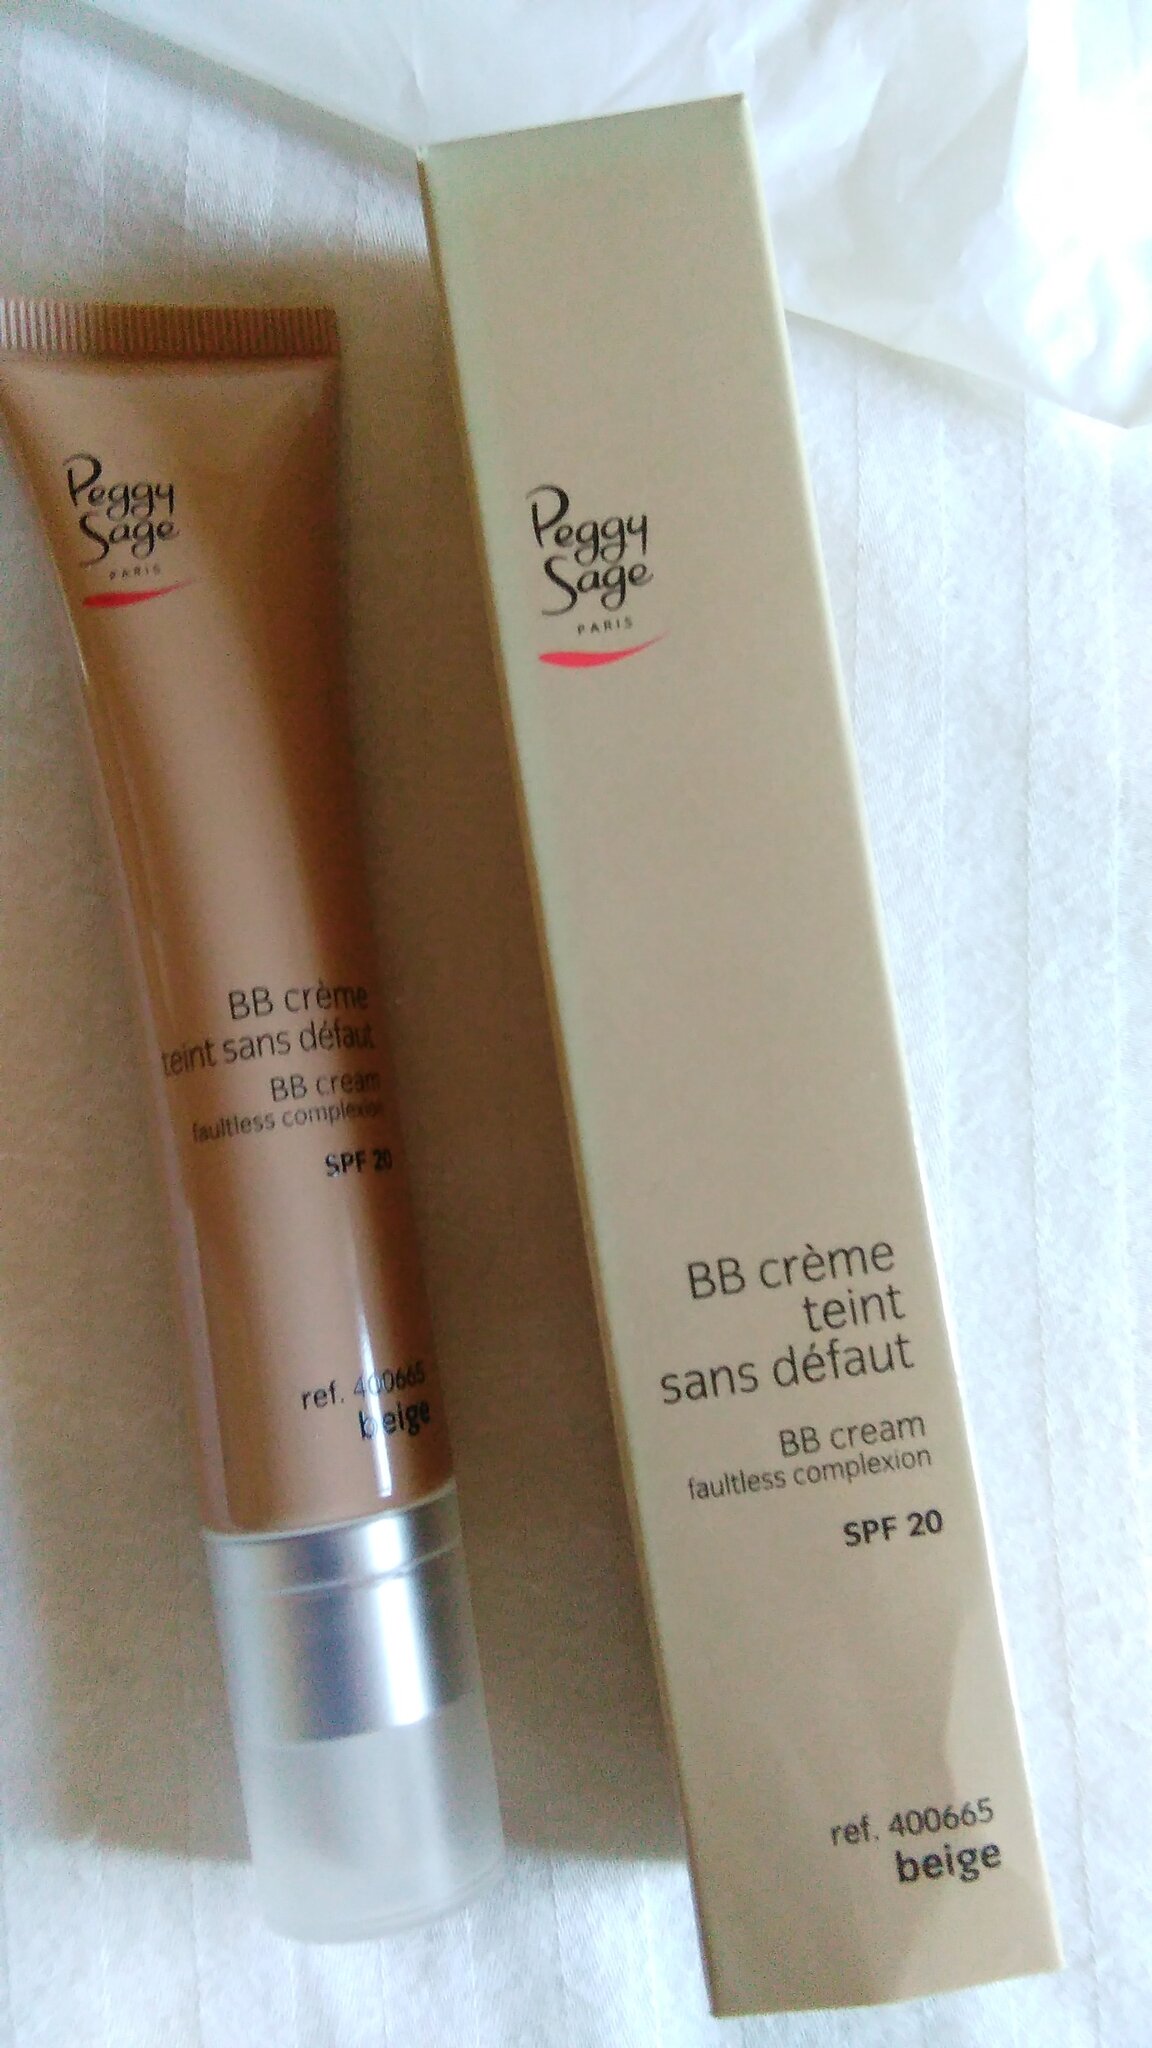 Peggy
Sage
PARIS
BB crème
teint sans défaut
BB cream
faultless complexion
SPF 20
ref. 400665
beige
Peggy
Sage
PARIS
BB crème
teint
sans défaut
BB cream
faultless complexion
SPF 20
ref. 400665
beige